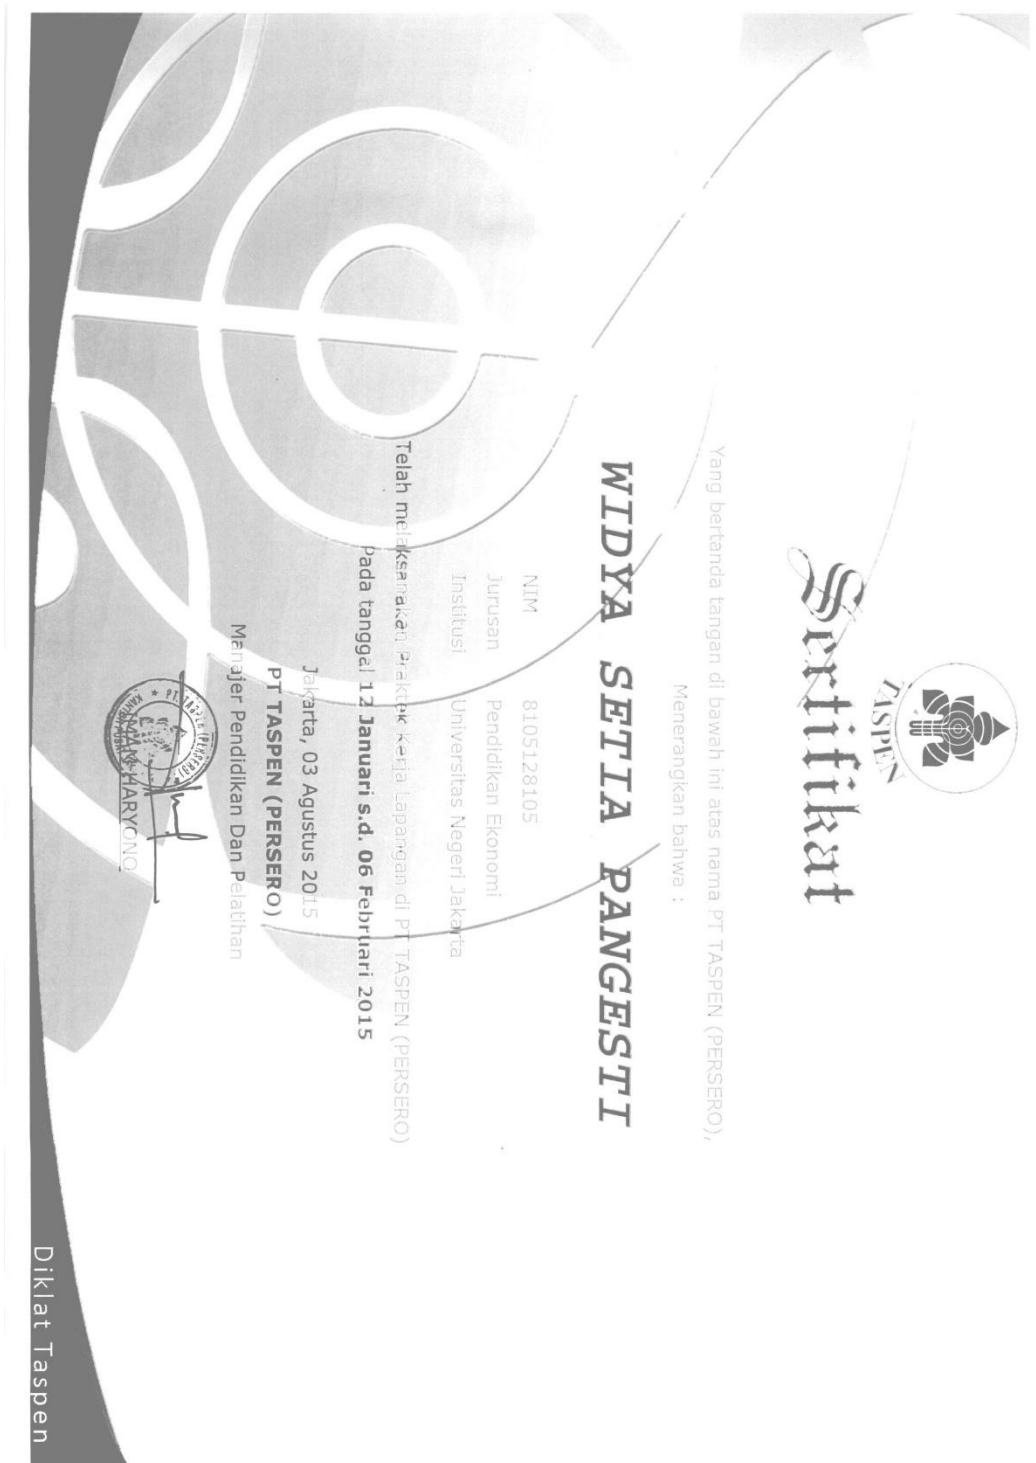 TASPEN
Sertifikat
Yang bertanda tangan di bawah ini atas nama PT TASPEN (PERSERO),
Menerangkan bahwa :
WIDYA SETIA PANGESTI
NIM 8105128105
Jurusan Pendidikan Ekonomi
Institusi Universitas Negeri Jakarta
Telah melaksanakan Praktek Kerja Lapangan di PT TASPEN (PERSERO)
Pada tanggal 12 Januari s.d. 06 Februari 2015
Jakarta, 03 Agustus 2015
PT TASPEN (PERSERO)
Manajer Pendidikan Dan Pelatihan
HARYONO
Diklat Taspen